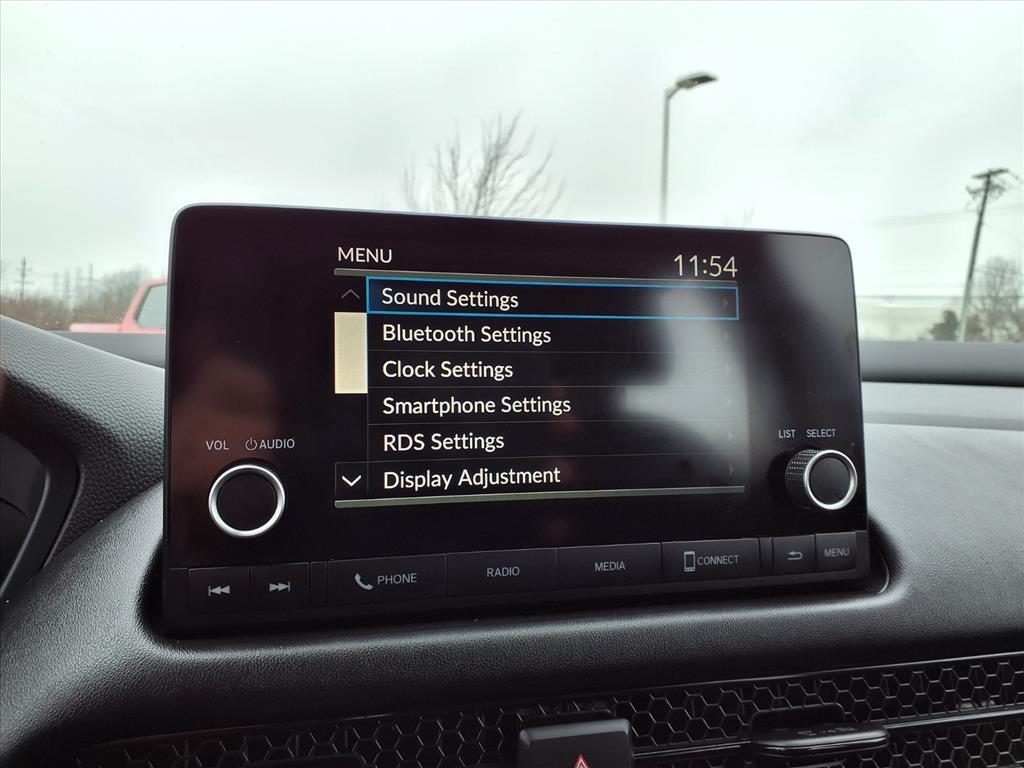 MENU
11:54
Sound Settings
Bluetooth Settings
Clock Settings
Smartphone Settings
RDS Settings
Display Adjustment
VOL AUDIO
LIST SELECT
PHONE
RADIO
MEDIA
CONNECT
MENU